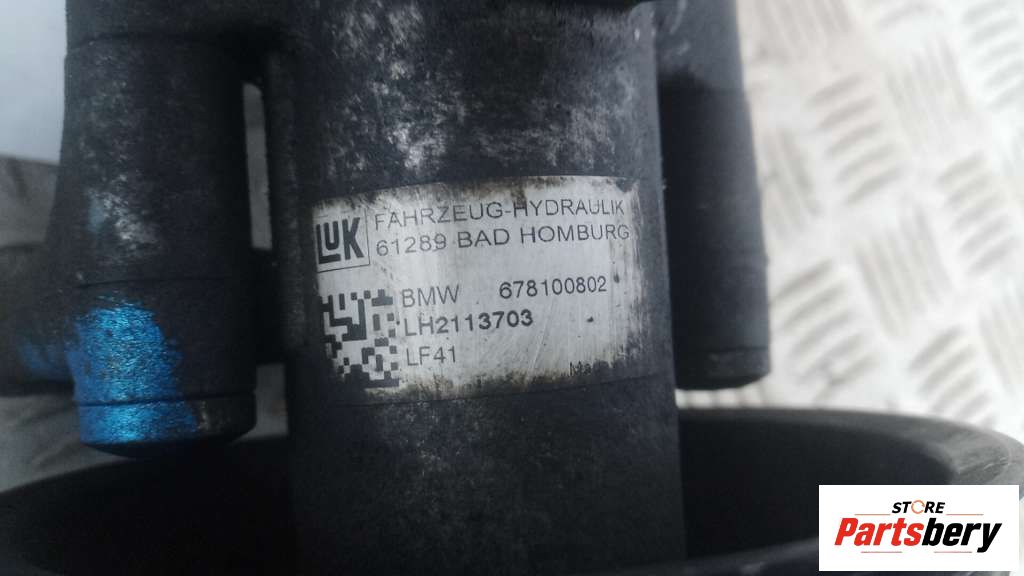 LUK
FAHRZEUG-HYDRAULIK
61289 BAD HOMBURG
BMW 678100802
LH2113703
LF41
STORE
Partsbery